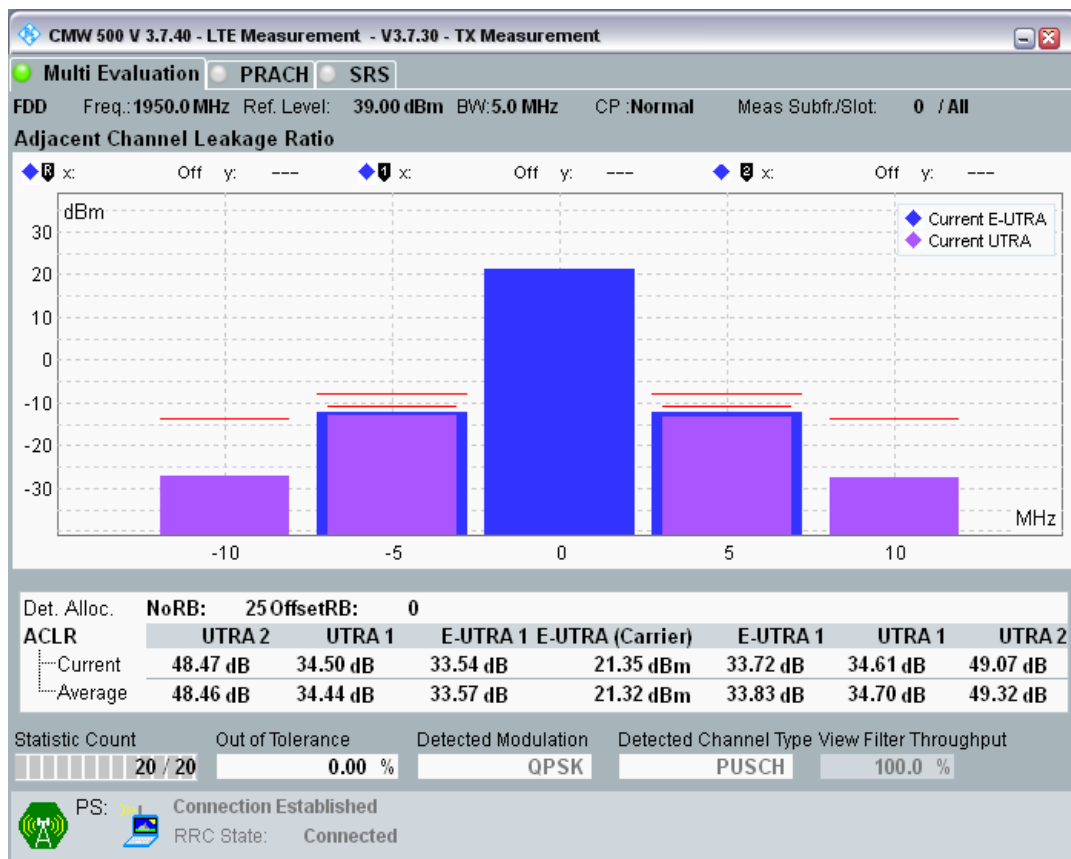 CMW 500 V 3.7.40 - LTE Measurement - V3.7.30 - TX Measurement
Multi Evaluation PRACH SRS
FDD Freq.:1950.0 MHz Ref. Level: 39.00 dBm BW:5.0 MHz CP :Normal Meas Subfr./Slot: 0 / All
Adjacent Channel Leakage Ratio
R x: Off y: --- 1 x: Off y: --- 2 x: Off y: ---
dBm
Current E-UTRA
Current UTRA
30
20
10
0
-10
-20
-30
MHz
-10 -5 0 5 10
Det. Alloc. NoRB: 25 OffsetRB: 0
ACLR UTRA 2 UTRA 1 E-UTRA 1 E-UTRA (Carrier) E-UTRA 1 UTRA 1 UTRA 2
Current 48.47 dB 34.50 dB 33.54 dB 21.35 dBm 33.72 dB 34.61 dB 49.07 dB
Average 48.46 dB 34.44 dB 33.57 dB 21.32 dBm 33.83 dB 34.70 dB 49.32 dB
Statistic Count Out of Tolerance Detected Modulation Detected Channel Type View Filter Throughput
20 / 20 0.00 % QPSK PUSCH 100.0 %
PS: Connection Established
RRC State: Connected